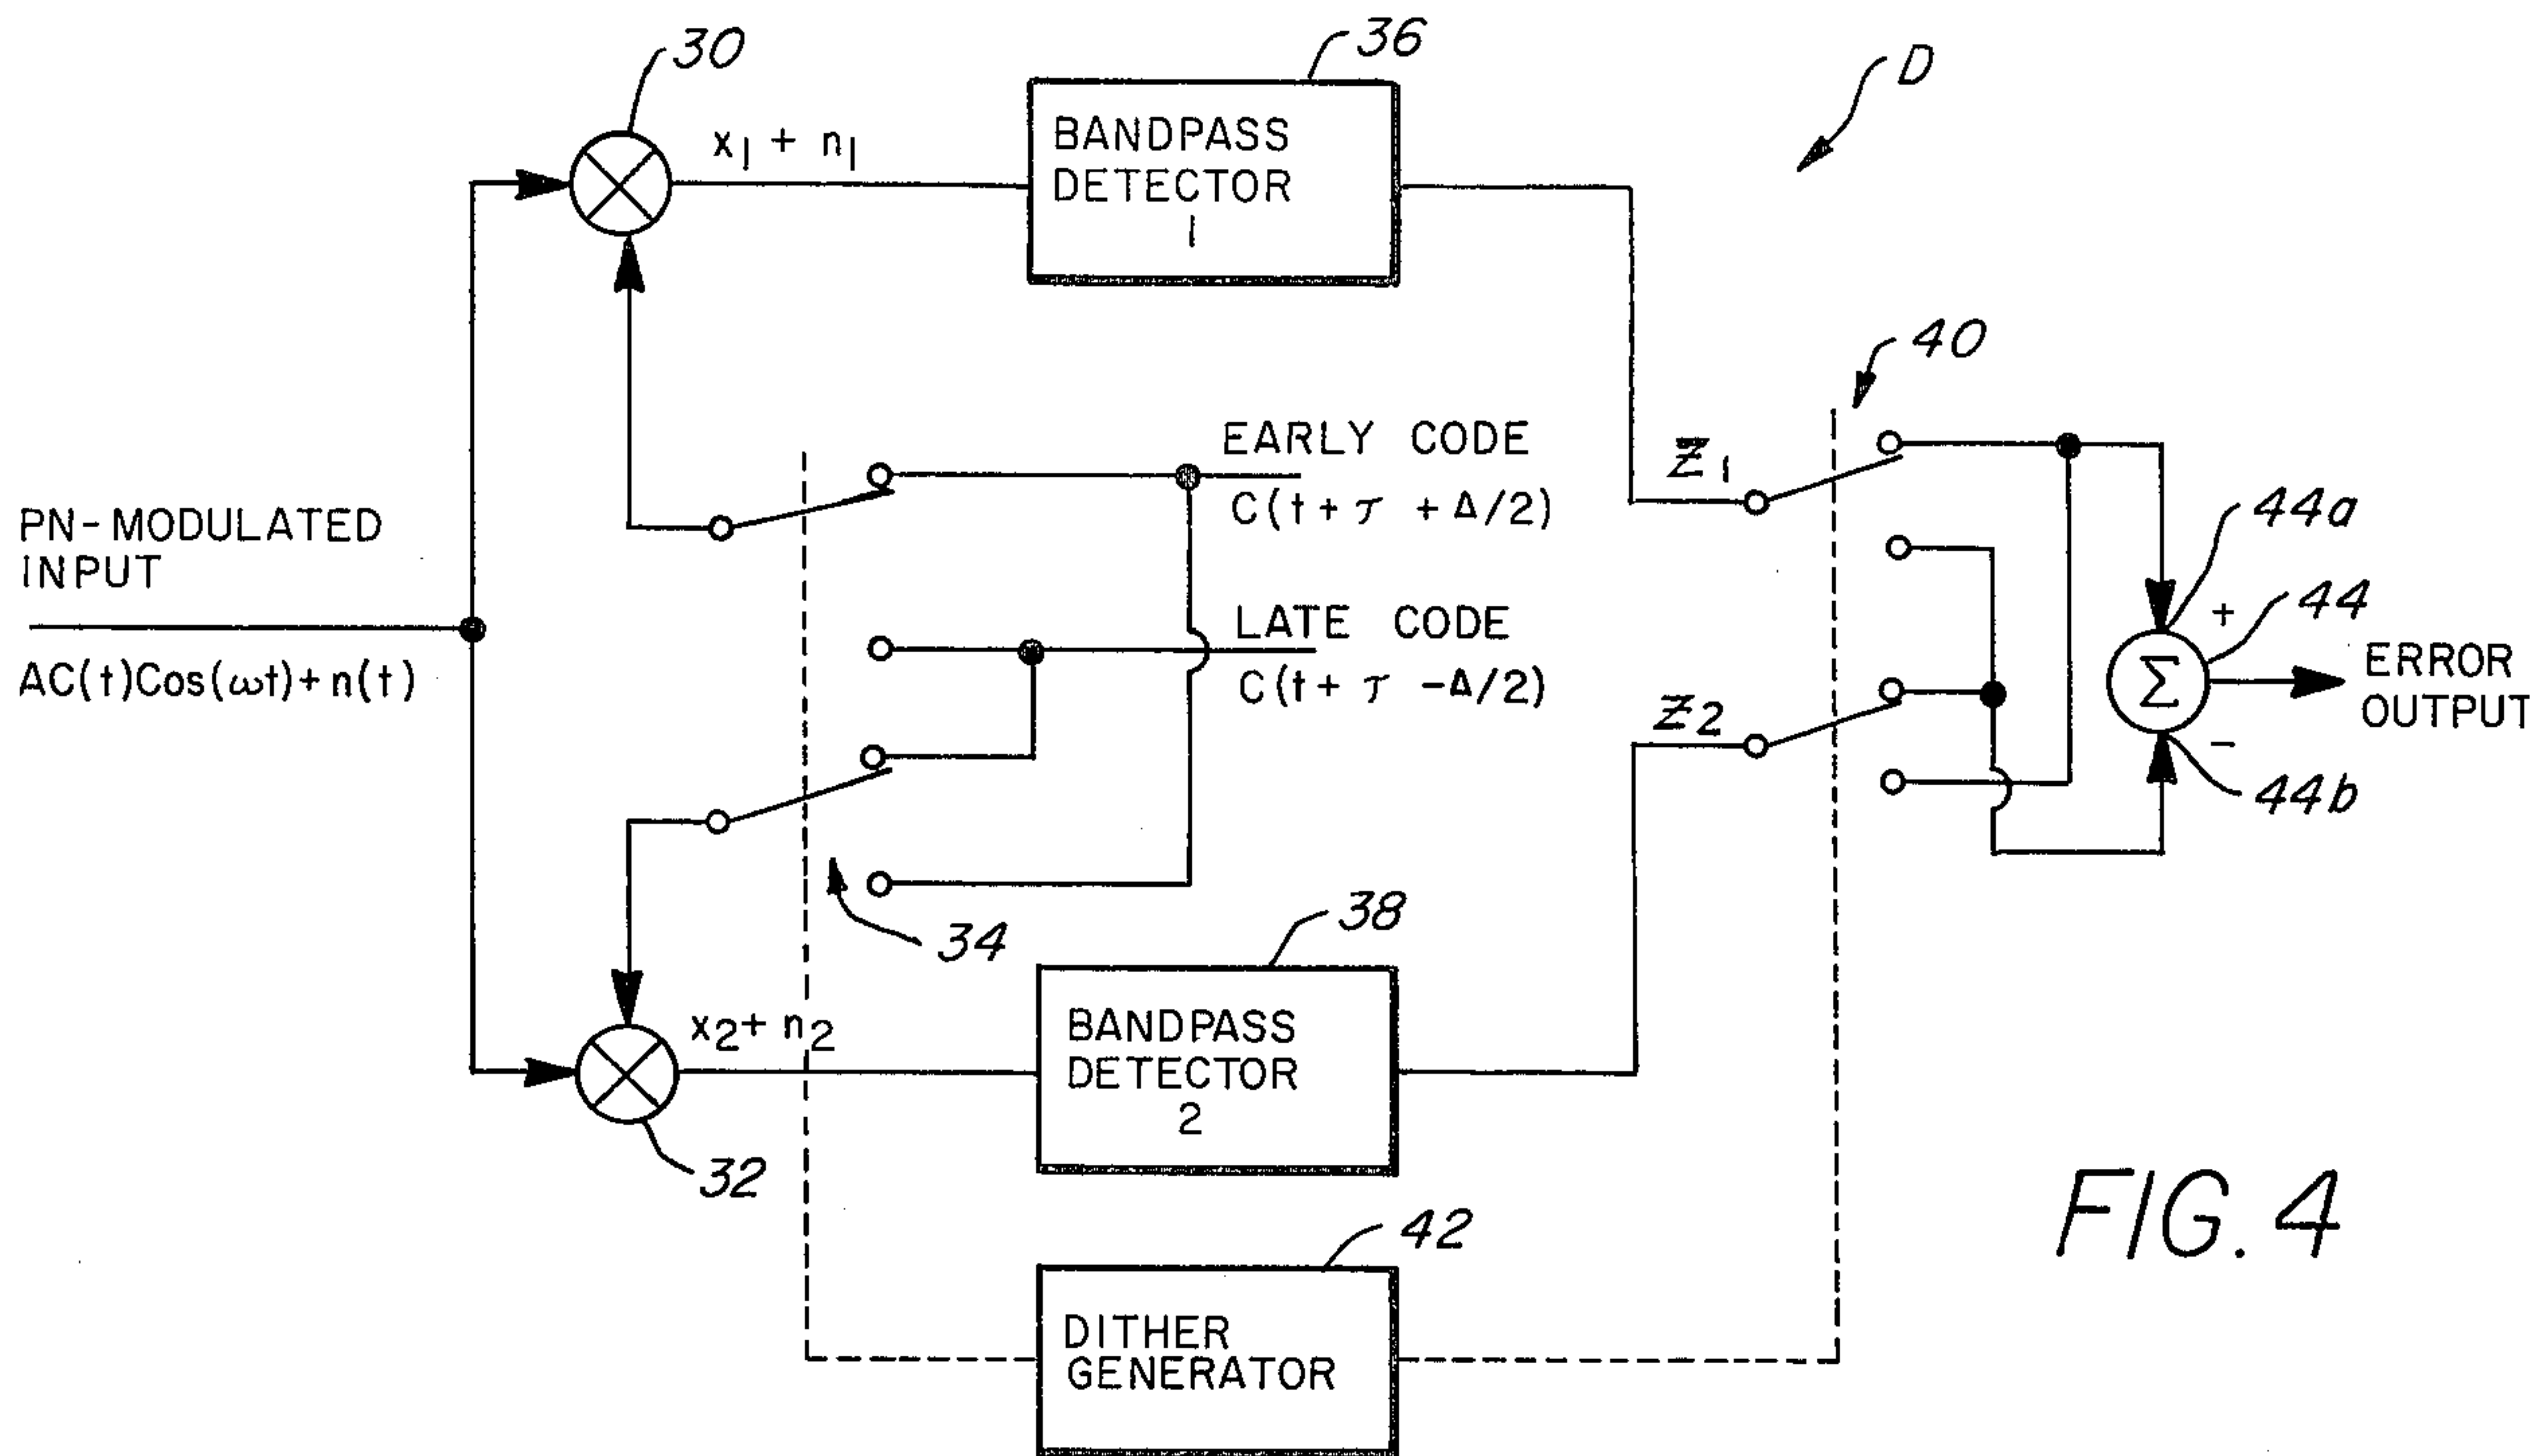 30
36
D
x₁ + n₁
BANDPASS
DETECTOR
1
40
EARLY CODE
C(t + τ + Δ/2)
Z₁
44a
PN-MODULATED
INPUT
AC(t)Cos(ωt)+n(t)
LATE CODE
C(t + τ -Δ/2)
+
44
Σ
ERROR
OUTPUT
Z₂
−
44b
34
38
x₂+ n₂
BANDPASS
DETECTOR
2
32
42
DITHER
GENERATOR
FIG. 4